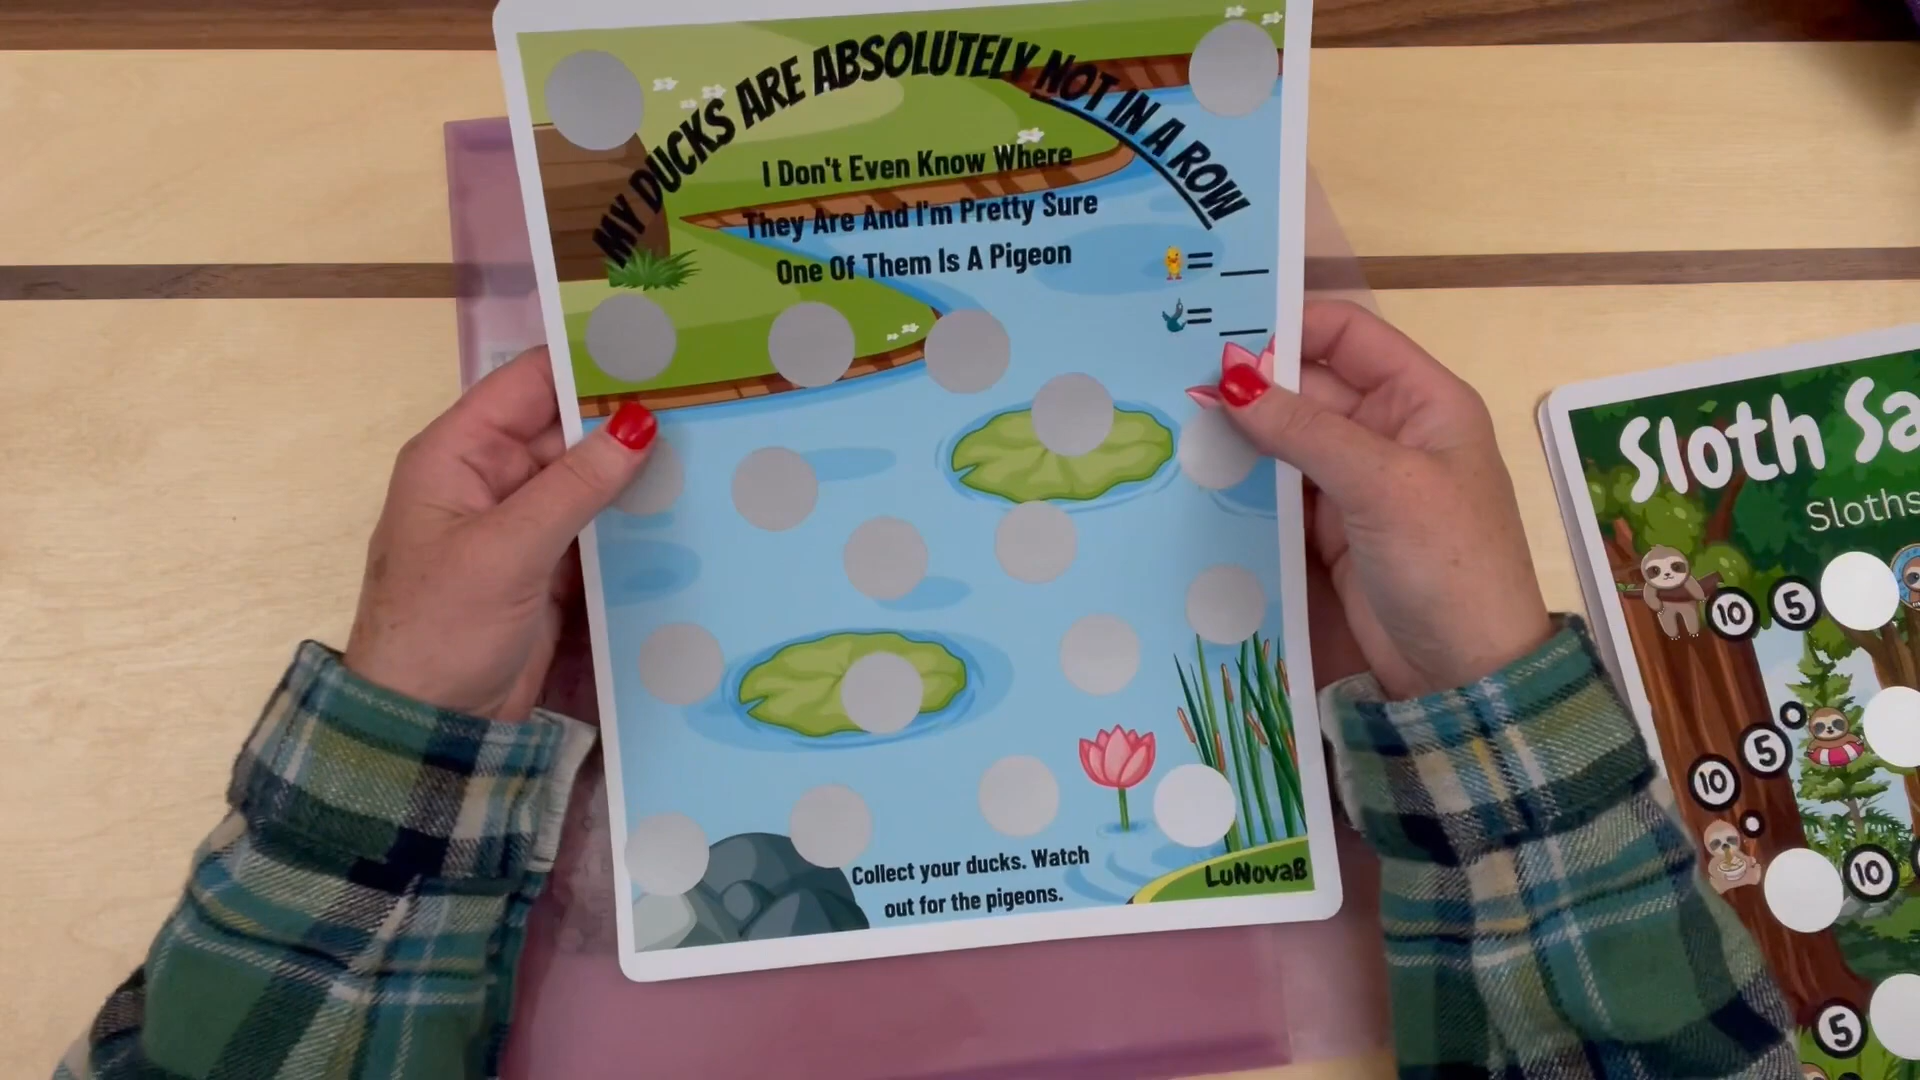 MY DUCKS ARE ABSOLUTELY NOT IN A ROW
I Don't Even Know Where
They Are And I'm Pretty Sure
One Of Them Is A Pigeon
= __
= __
Collect your ducks. Watch
out for the pigeons.
LuNovaB
Sloth Sa
Sloths
10 5
5
10
10
5